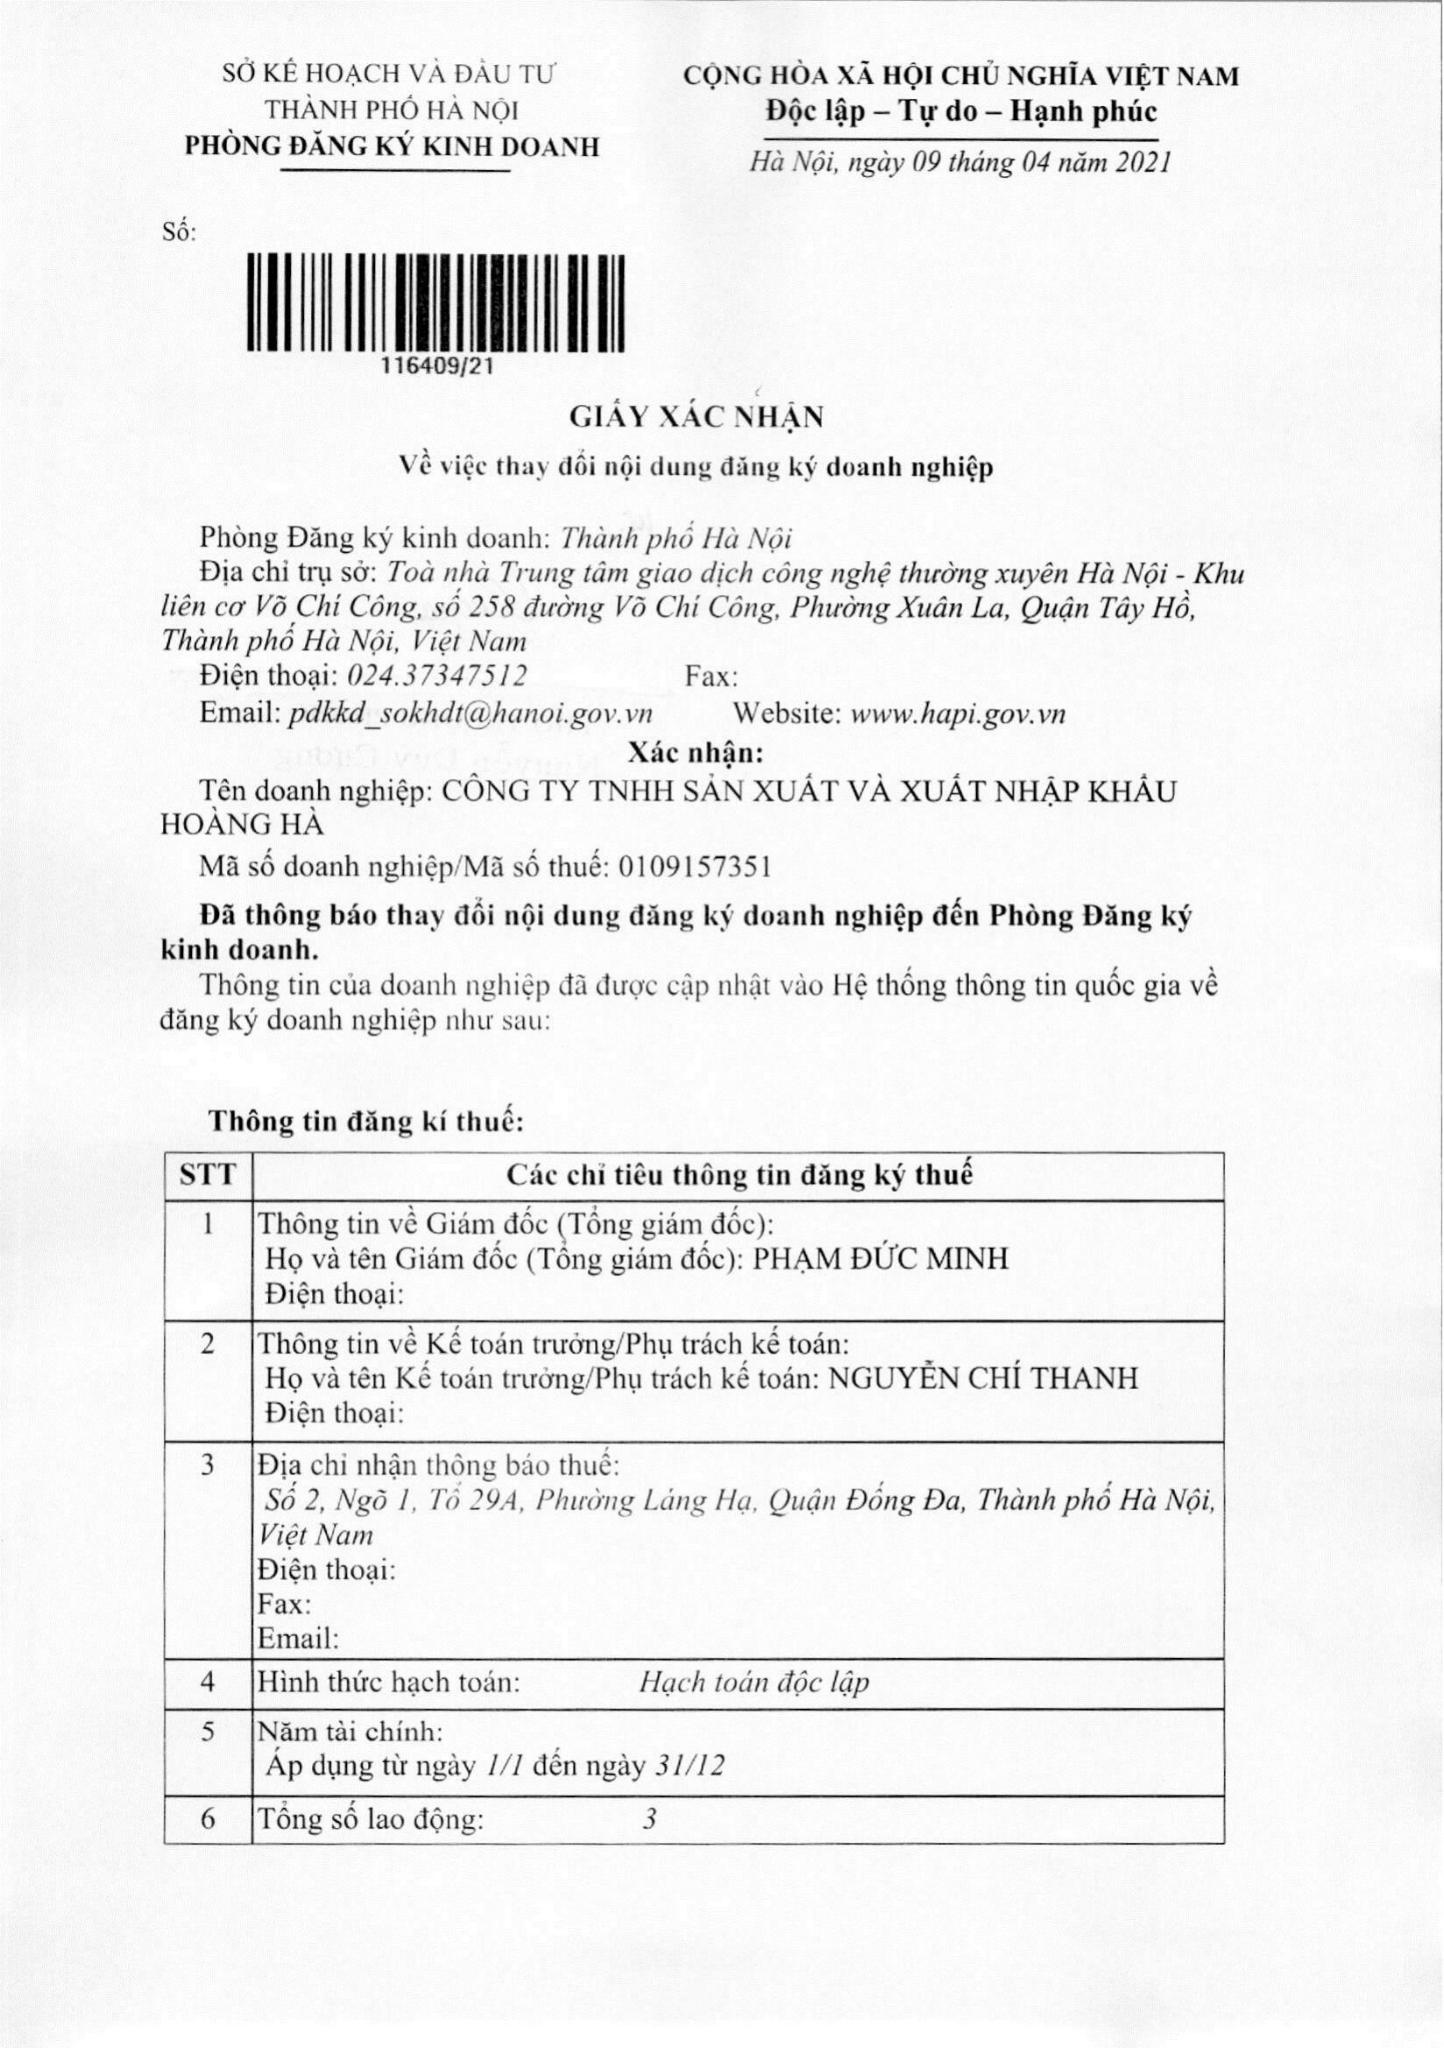 SỞ KẾ HOẠCH VÀ ĐẦU TƯ
THÀNH PHỐ HÀ NỘI
PHÒNG ĐĂNG KÝ KINH DOANH
CỘNG HÒA XÃ HỘI CHỦ NGHĨA VIỆT NAM
Độc lập – Tự do – Hạnh phúc
Hà Nội, ngày 09 tháng 04 năm 2021
Số:
116409/21
GIẤY XÁC NHẬN
Về việc thay đổi nội dung đăng ký doanh nghiệp
Phòng Đăng ký kinh doanh: Thành phố Hà Nội
Địa chỉ trụ sở: Toà nhà Trung tâm giao dịch công nghệ thường xuyên Hà Nội - Khu
liên cơ Võ Chí Công, số 258 đường Võ Chí Công, Phường Xuân La, Quận Tây Hồ,
Thành phố Hà Nội, Việt Nam
Điện thoại: 024.37347512 Fax:
Email: pdkkd_sokhdt@hanoi.gov.vn Website: www.hapi.gov.vn
Xác nhận:
Tên doanh nghiệp: CÔNG TY TNHH SẢN XUẤT VÀ XUẤT NHẬP KHẨU
HOÀNG HÀ
Mã số doanh nghiệp/Mã số thuế: 0109157351
Đã thông báo thay đổi nội dung đăng ký doanh nghiệp đến Phòng Đăng ký
kinh doanh.
Thông tin của doanh nghiệp đã được cập nhật vào Hệ thống thông tin quốc gia về
đăng ký doanh nghiệp như sau:
Thông tin đăng kí thuế:
STT Các chỉ tiêu thông tin đăng ký thuế
1 Thông tin về Giám đốc (Tổng giám đốc):
Họ và tên Giám đốc (Tổng giám đốc): PHẠM ĐỨC MINH
Điện thoại:
2 Thông tin về Kế toán trưởng/Phụ trách kế toán:
Họ và tên Kế toán trưởng/Phụ trách kế toán: NGUYỄN CHÍ THANH
Điện thoại:
3 Địa chỉ nhận thông báo thuế:
Số 2, Ngõ 1, Tổ 29A, Phường Láng Hạ, Quận Đống Đa, Thành phố Hà Nội,
Việt Nam
Điện thoại:
Fax:
Email:
4 Hình thức hạch toán: Hạch toán độc lập
5 Năm tài chính:
Áp dụng từ ngày 1/1 đến ngày 31/12
6 Tổng số lao động: 3